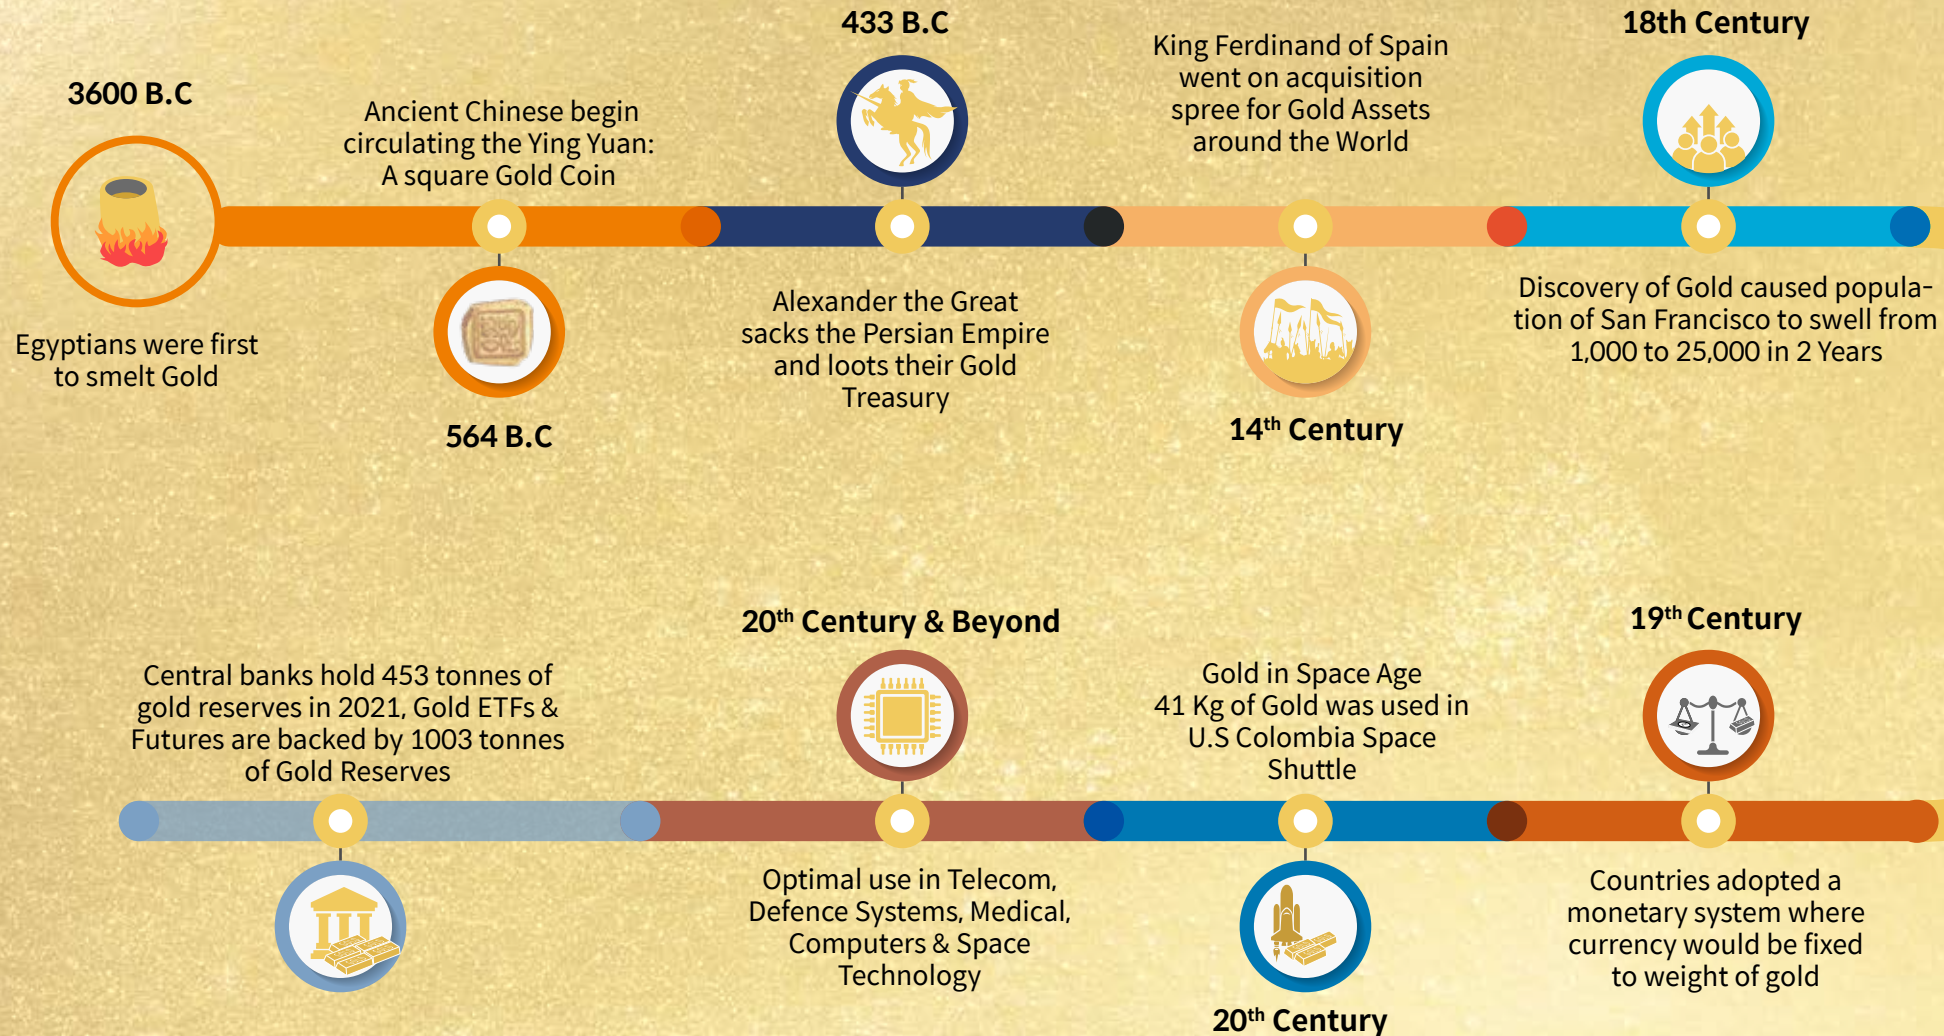 3600 B.C
Egyptians were first
to smelt Gold
Ancient Chinese begin
circulating the Ying Yuan:
A square Gold Coin
564 B.C
433 B.C
Alexander the Great
sacks the Persian Empire
and loots their Gold
Treasury
King Ferdinand of Spain
went on acquisition
spree for Gold Assets
around the World
14th Century
18th Century
Discovery of Gold caused popula-
tion of San Francisco to swell from
1,000 to 25,000 in 2 Years
19th Century
Countries adopted a
monetary system where
currency would be fixed
to weight of gold
Gold in Space Age
41 Kg of Gold was used in
U.S Colombia Space
Shuttle
20th Century
20th Century & Beyond
Optimal use in Telecom,
Defence Systems, Medical,
Computers & Space
Technology
Central banks hold 453 tonnes of
gold reserves in 2021, Gold ETFs &
Futures are backed by 1003 tonnes
of Gold Reserves